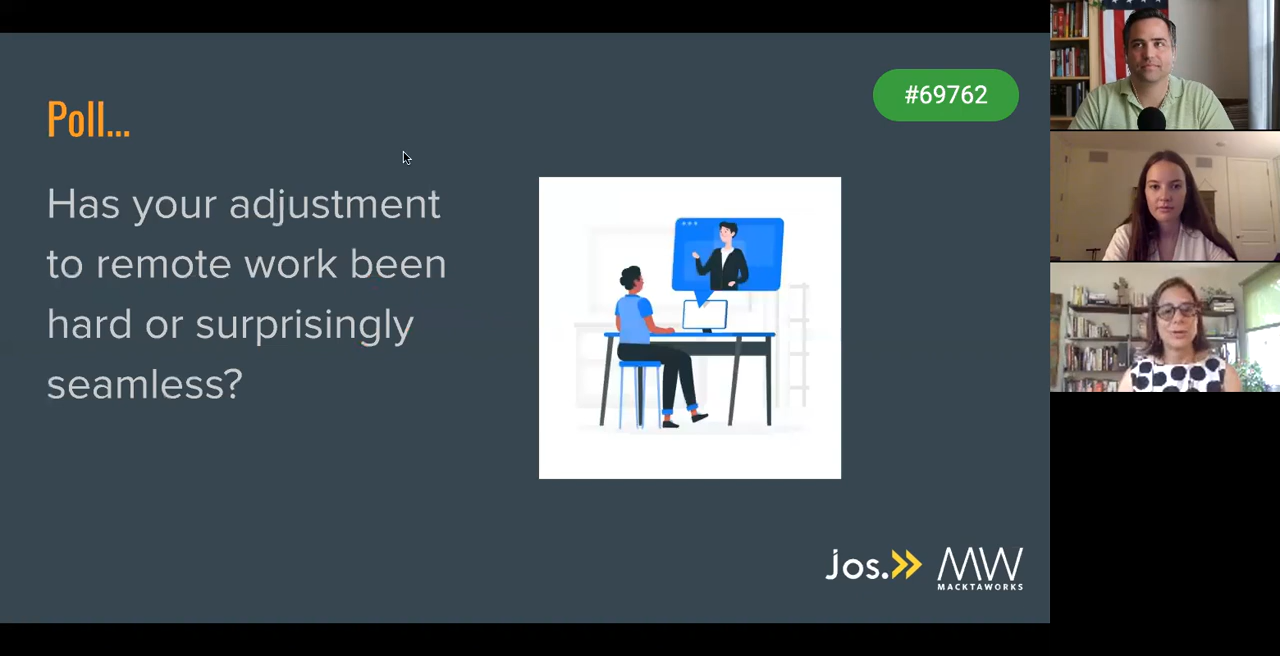 #69762
Poll...
Has your adjustment
to remote work been
hard or surprisingly
seamless?
jos.
MW
MACKTAWORKS